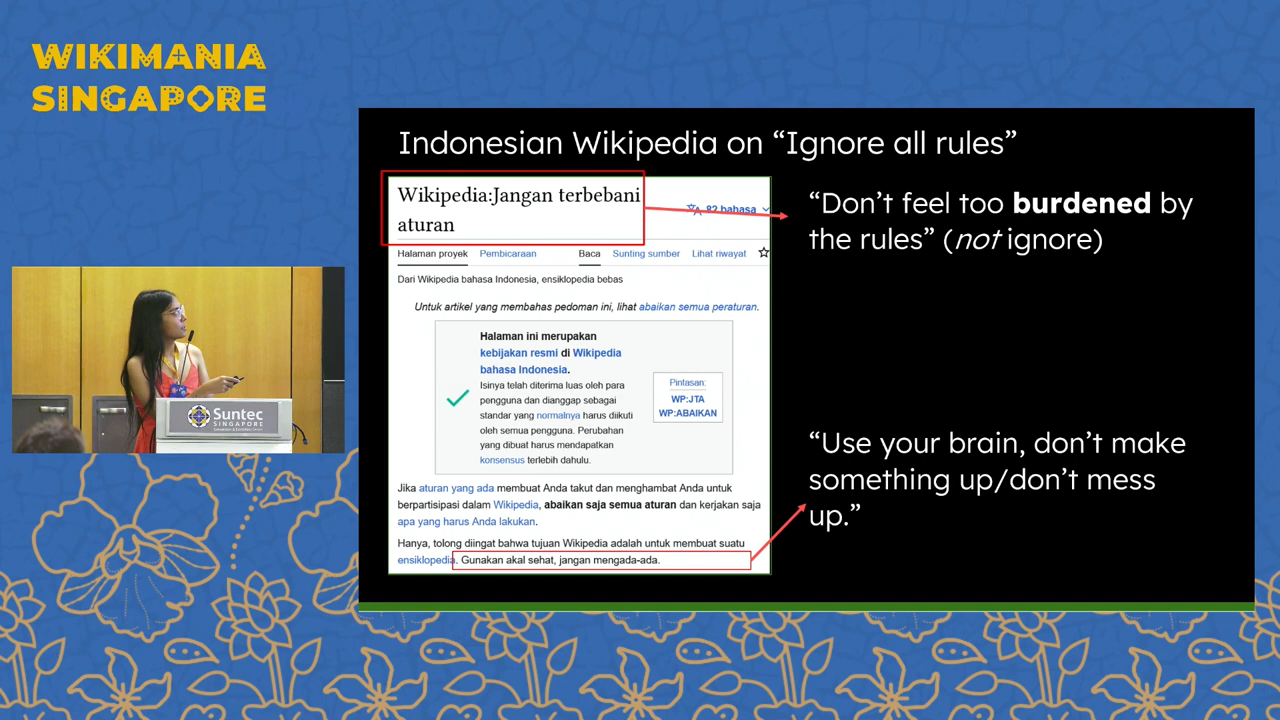 WIKIMANIA
SINGAPORE
Indonesian Wikipedia on “Ignore all rules”
Wikipedia:Jangan terbebani
aturan
82 bahasa
Halaman proyek Pembicaraan Baca Sunting sumber Lihat riwayat
Dari Wikipedia bahasa Indonesia, ensiklopedia bebas
Untuk artikel yang membahas pedoman ini, lihat abaikan semua peraturan.
Halaman ini merupakan
kebijakan resmi di Wikipedia
bahasa Indonesia.
Isinya telah diterima luas oleh para
pengguna dan dianggap sebagai
standar yang normalnya harus diikuti
oleh semua pengguna. Perubahan
yang dibuat harus mendapatkan
konsensus terlebih dahulu.
Pintasan:
WP:JTA
WP:ABAIKAN
Jika aturan yang ada membuat Anda takut dan menghambat Anda untuk
berpartisipasi dalam Wikipedia, abaikan saja semua aturan dan kerjakan saja
apa yang harus Anda lakukan.
Hanya, tolong diingat bahwa tujuan Wikipedia adalah untuk membuat suatu
ensiklopedia. Gunakan akal sehat, jangan mengada-ada.
“Don’t feel too burdened by
the rules” (not ignore)
“Use your brain, don’t make
something up/don’t mess
up.”
Suntec
SINGAPORE